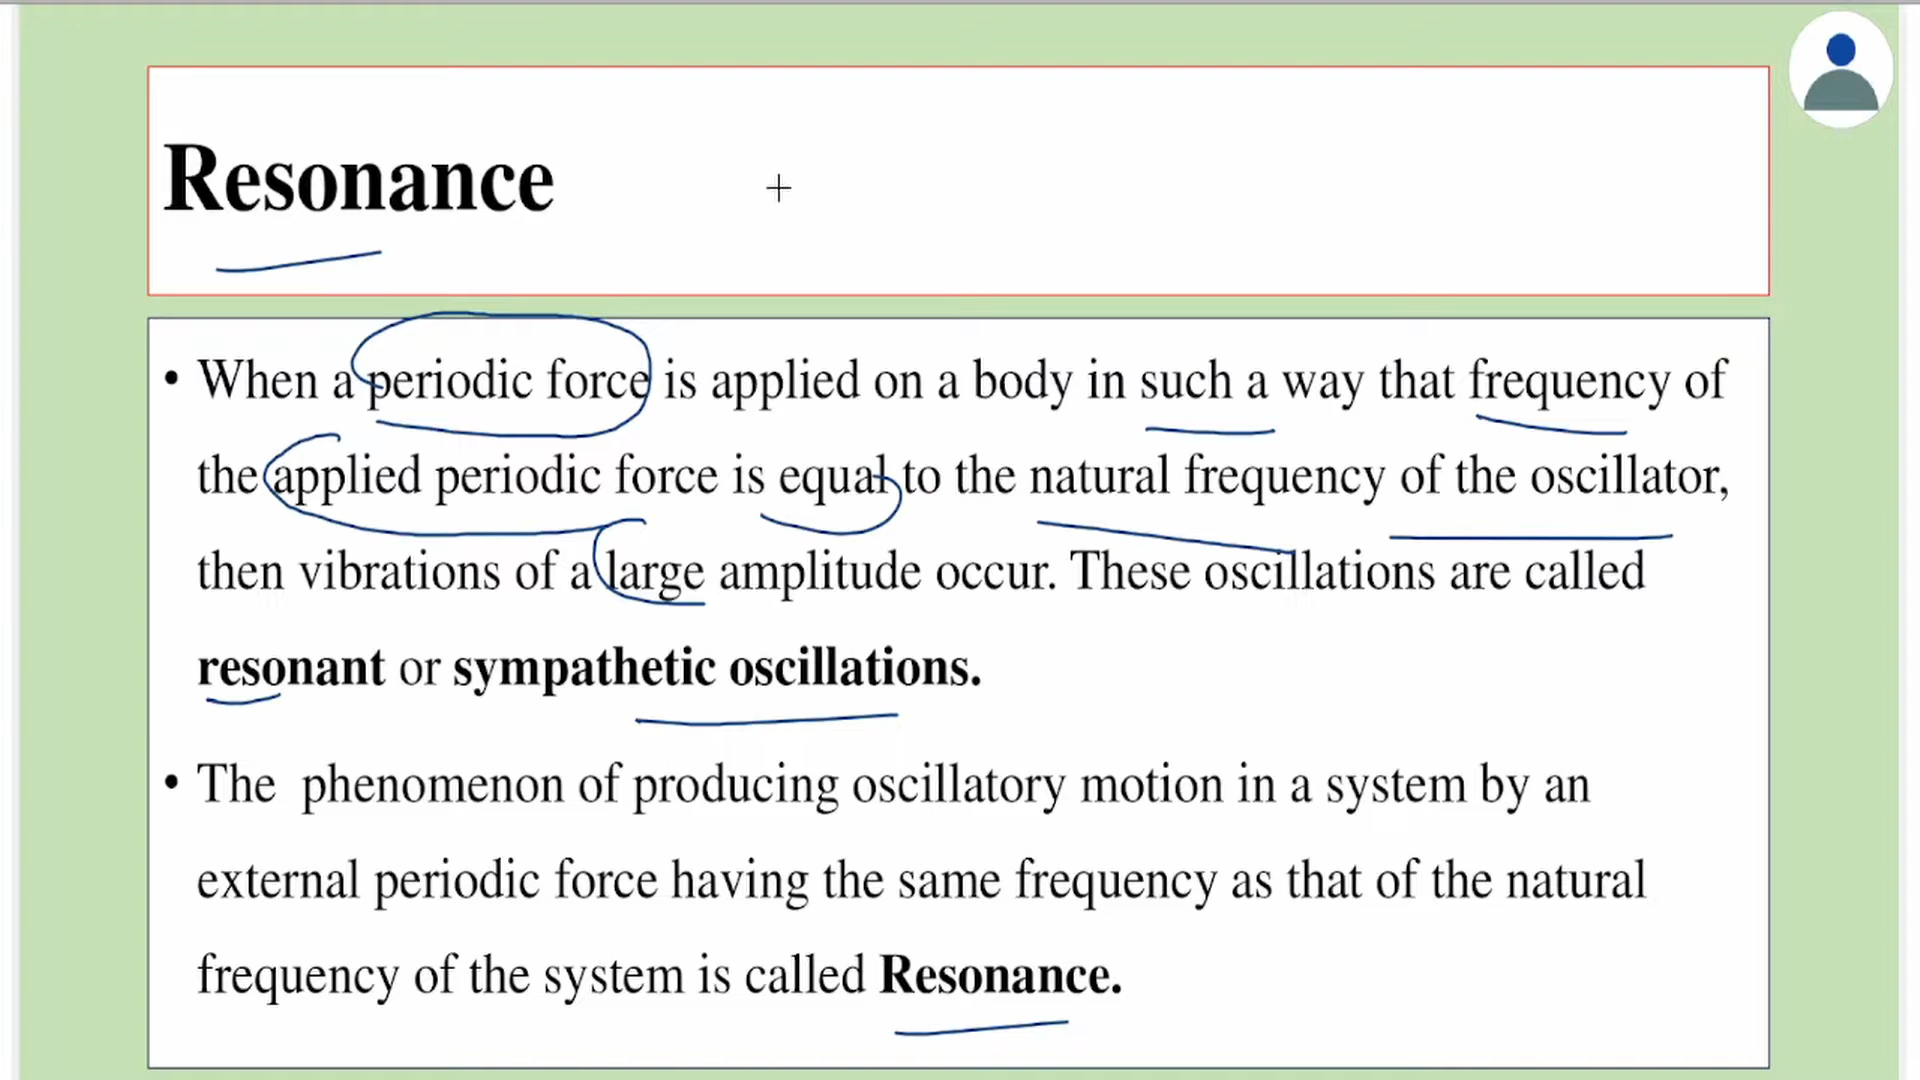 Resonance
• When a periodic force is applied on a body in such a way that frequency of
the applied periodic force is equal to the natural frequency of the oscillator,
then vibrations of a large amplitude occur. These oscillations are called
resonant or sympathetic oscillations.
• The phenomenon of producing oscillatory motion in a system by an
external periodic force having the same frequency as that of the natural
frequency of the system is called Resonance.